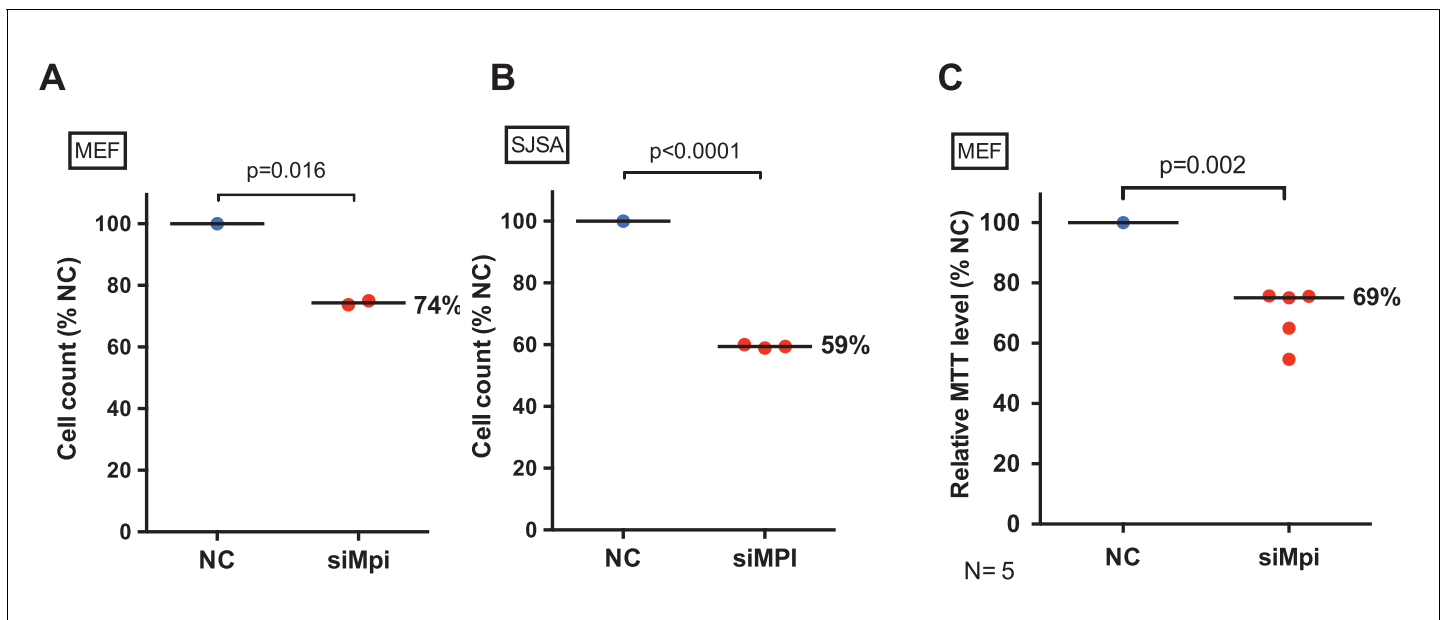 A
MEF
p=0.016
Cell count (% NC)
100
80
60
40
20
0
74%
NC
siMpi
B
SJSA
p<0.0001
Cell count (% NC)
100
80
60
40
20
0
59%
NC
siMPI
C
MEF
p=0.002
Relative MTT level (% NC)
100
80
60
40
20
0
69%
NC
siMpi
N= 5